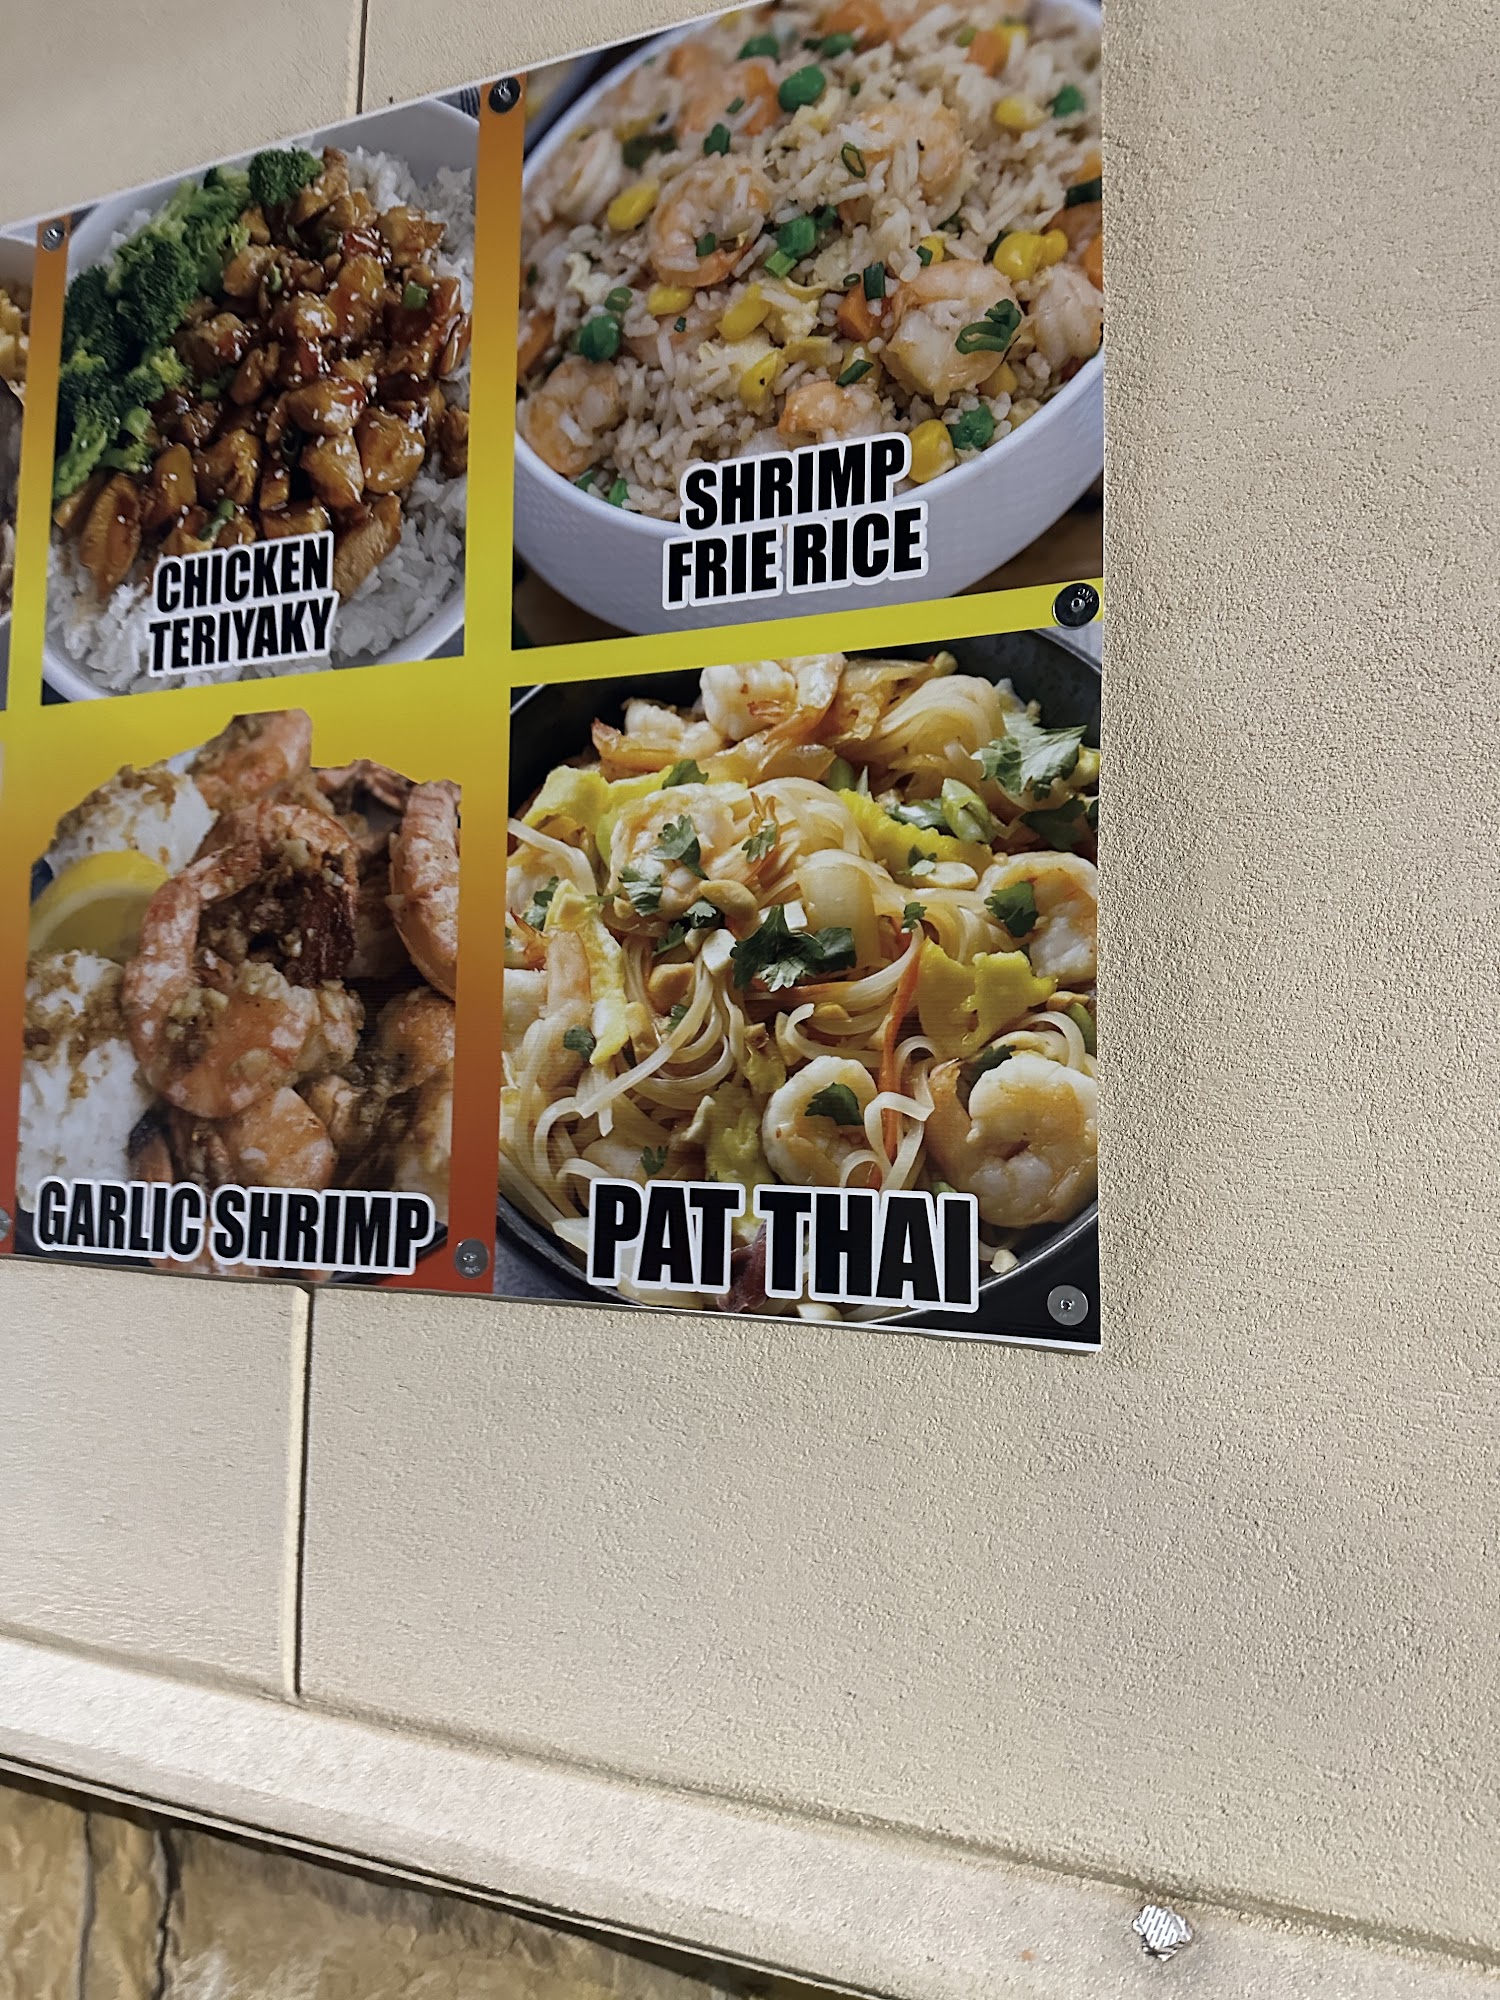 CHICKEN
TERIYAKY
SHRIMP
FRIE RICE
GARLIC SHRIMP
PAT THAI